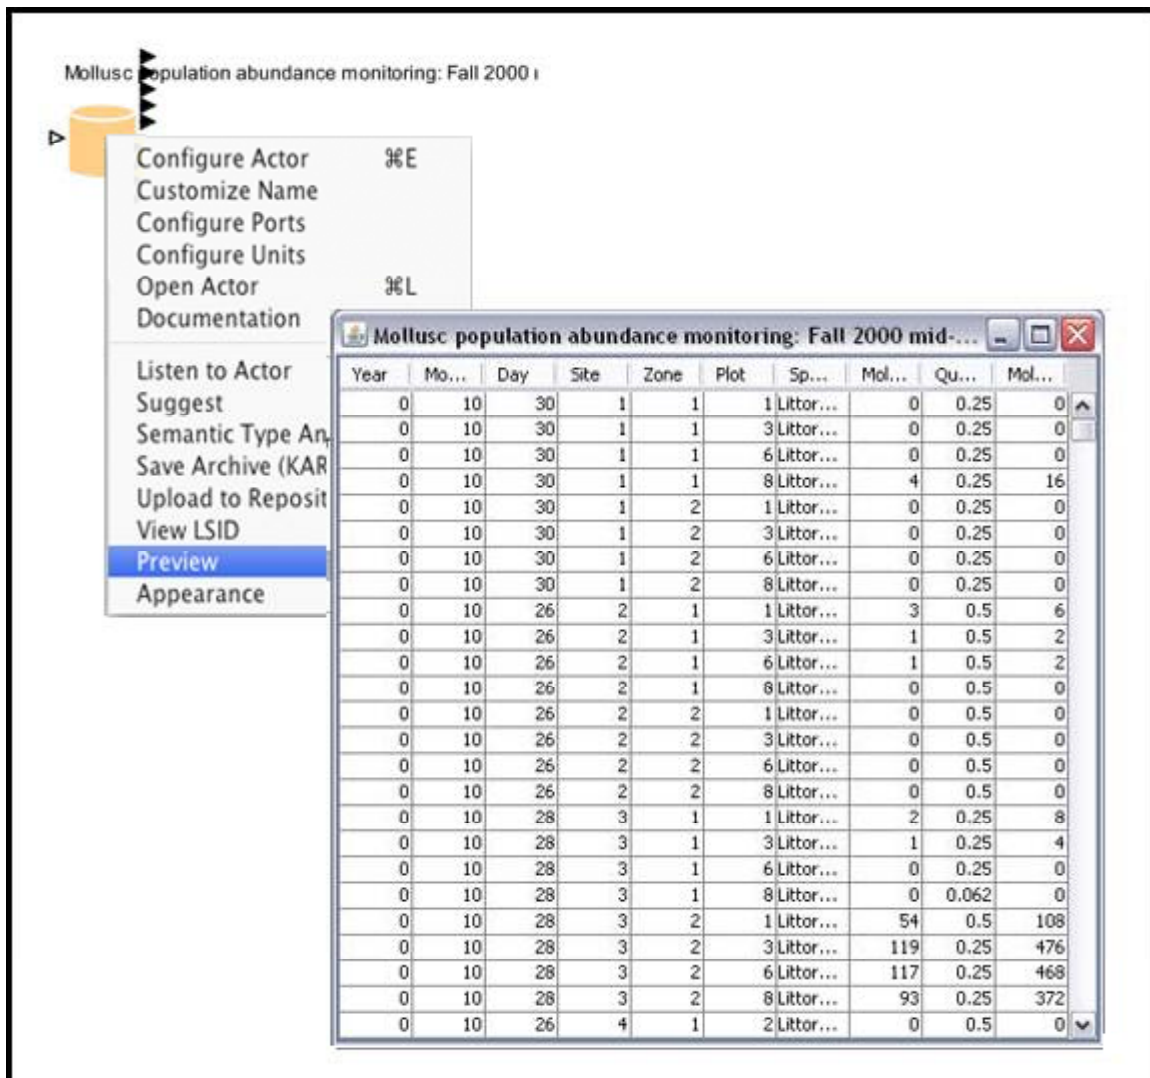 Mollusc population abundance monitoring: Fall 2000
Configure Actor ⌘E
Customize Name
Configure Ports
Configure Units
Open Actor ⌘L
Documentation
Listen to Actor
Suggest
Semantic Type An
Save Archive (KAR
Upload to Reposit
View LSID
Preview
Appearance
Mollusc population abundance monitoring: Fall 2000 mid-...
Year Mo... Day Site Zone Plot Sp... Mol... Qu... Mol...
0 10 30 1 1 1 Littor... 0 0.25 0
0 10 30 1 1 3 Littor... 0 0.25 0
0 10 30 1 1 6 Littor... 0 0.25 0
0 10 30 1 1 8 Littor... 4 0.25 16
0 10 30 1 2 1 Littor... 0 0.25 0
0 10 30 1 2 3 Littor... 0 0.25 0
0 10 30 1 2 6 Littor... 0 0.25 0
0 10 30 1 2 8 Littor... 0 0.25 0
0 10 26 2 1 1 Littor... 3 0.5 6
0 10 26 2 1 3 Littor... 1 0.5 2
0 10 26 2 1 6 Littor... 1 0.5 2
0 10 26 2 1 8 Littor... 0 0.5 0
0 10 26 2 2 1 Littor... 0 0.5 0
0 10 26 2 2 3 Littor... 0 0.5 0
0 10 26 2 2 6 Littor... 0 0.5 0
0 10 26 2 2 8 Littor... 0 0.5 0
0 10 28 3 1 1 Littor... 2 0.25 8
0 10 28 3 1 3 Littor... 1 0.25 4
0 10 28 3 1 6 Littor... 0 0.25 0
0 10 28 3 1 8 Littor... 0 0.062 0
0 10 28 3 2 1 Littor... 54 0.5 108
0 10 28 3 2 3 Littor... 119 0.25 476
0 10 28 3 2 6 Littor... 117 0.25 468
0 10 28 3 2 8 Littor... 93 0.25 372
0 10 26 4 1 2 Littor... 0 0.5 0